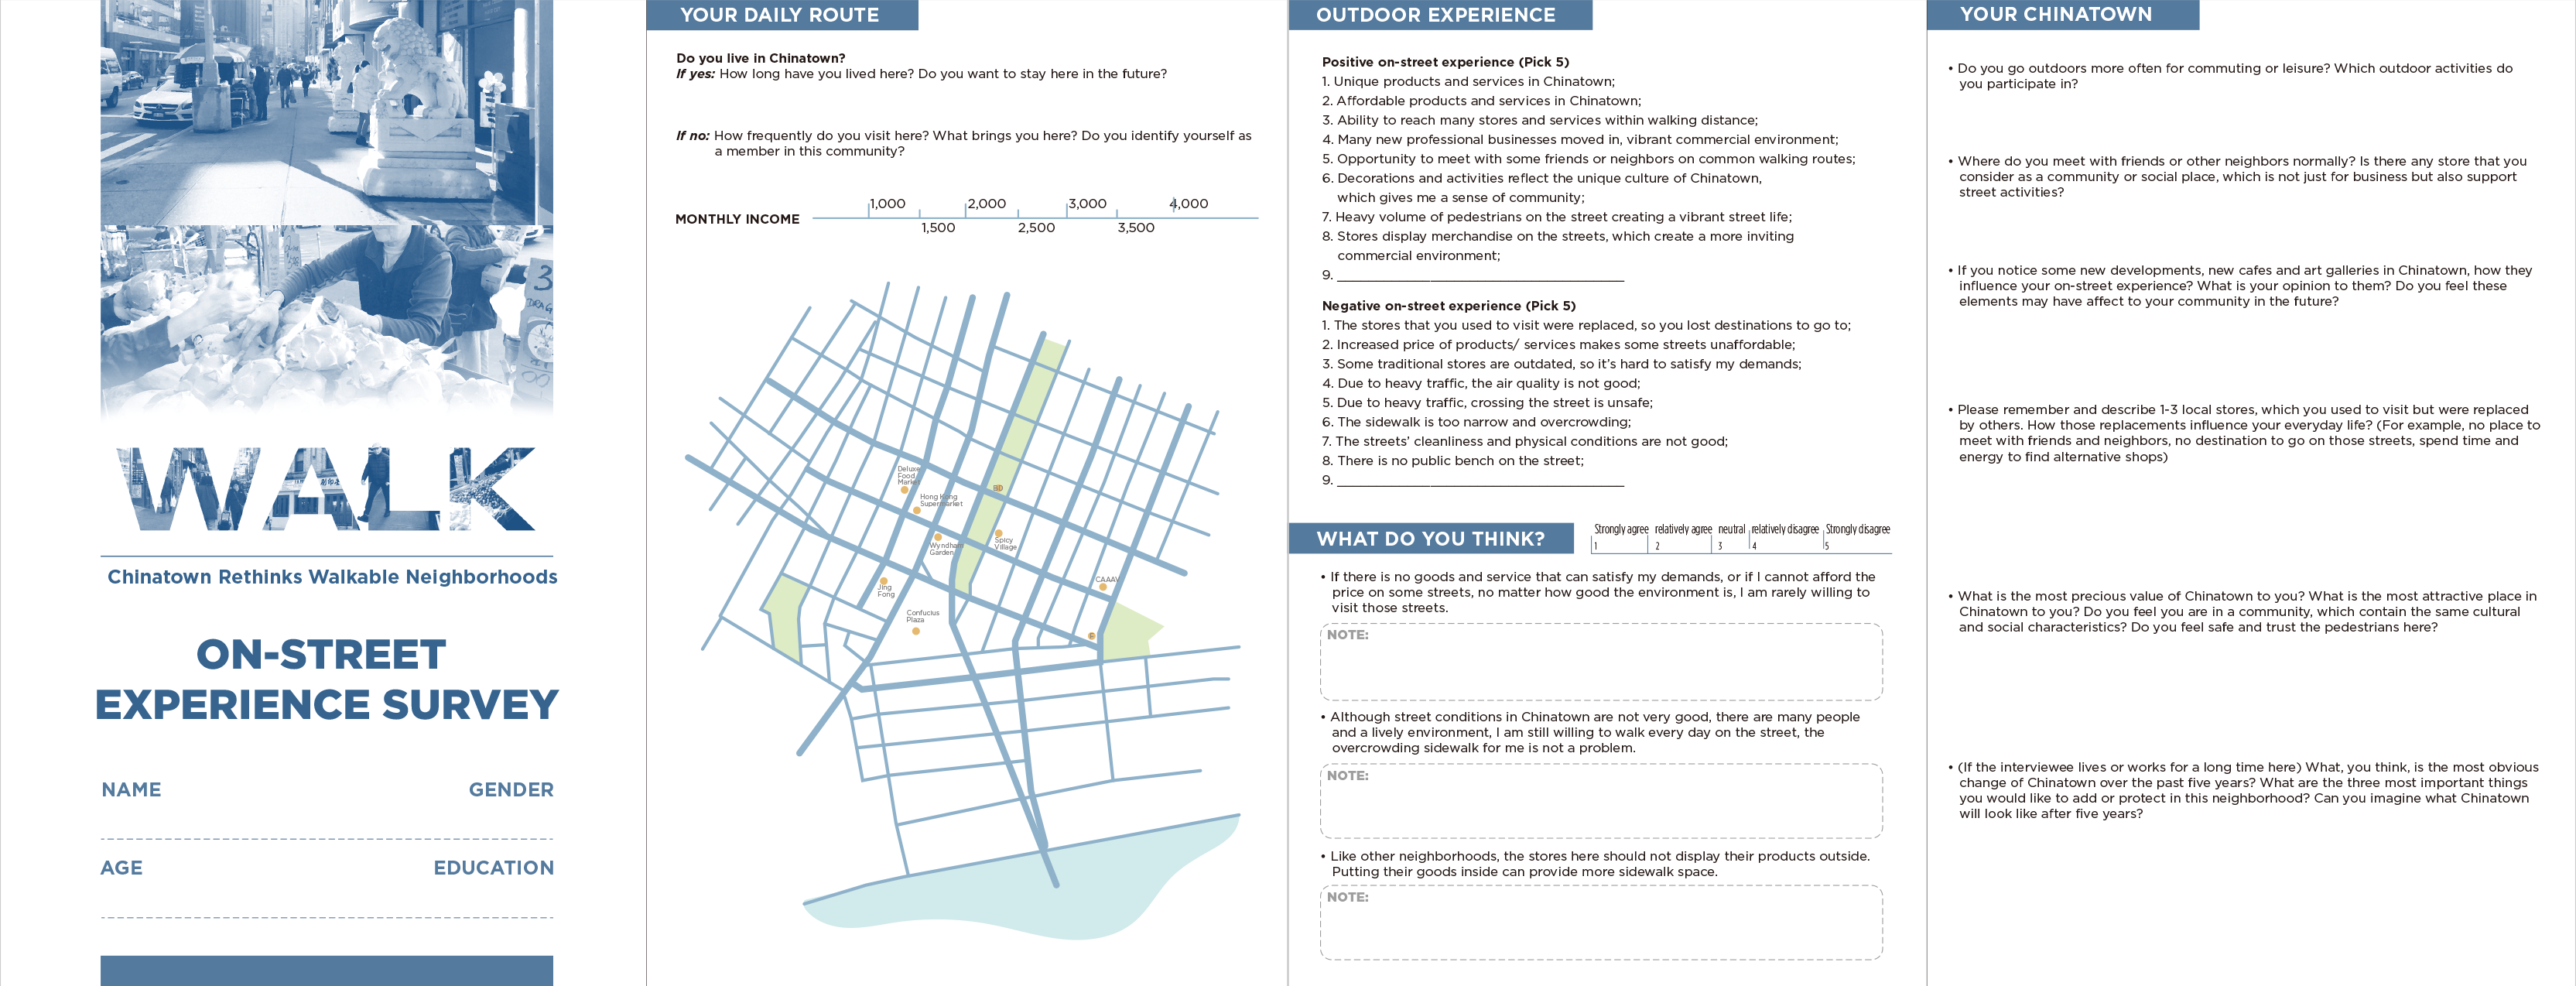 WALK
Chinatown Rethinks Walkable Neighborhoods
ON-STREET
EXPERIENCE SURVEY
NAME GENDER
AGE EDUCATION
YOUR DAILY ROUTE
Do you live in Chinatown?
If yes: How long have you lived here? Do you want to stay here in the future?
If no: How frequently do you visit here? What brings you here? Do you identify yourself as
a member in this community?
MONTHLY INCOME
1,000 2,000 3,000 4,000
1,500 2,500 3,500
Deluxe
Food
Market
Hong Kong
Supermarket
BD
Wyndham
Garden
Spicy
Village
Jing
Fong
CAAAV
Confucius
Plaza
F
OUTDOOR EXPERIENCE
Positive on-street experience (Pick 5)
1. Unique products and services in Chinatown;
2. Affordable products and services in Chinatown;
3. Ability to reach many stores and services within walking distance;
4. Many new professional businesses moved in, vibrant commercial environment;
5. Opportunity to meet with some friends or neighbors on common walking routes;
6. Decorations and activities reflect the unique culture of Chinatown,
which gives me a sense of community;
7. Heavy volume of pedestrians on the street creating a vibrant street life;
8. Stores display merchandise on the streets, which create a more inviting
commercial environment;
9.
Negative on-street experience (Pick 5)
1. The stores that you used to visit were replaced, so you lost destinations to go to;
2. Increased price of products/ services makes some streets unaffordable;
3. Some traditional stores are outdated, so it's hard to satisfy my demands;
4. Due to heavy traffic, the air quality is not good;
5. Due to heavy traffic, crossing the street is unsafe;
6. The sidewalk is too narrow and overcrowding;
7. The streets' cleanliness and physical conditions are not good;
8. There is no public bench on the street;
9.
WHAT DO YOU THINK?
Strongly agree relatively agree neutral relatively disagree Strongly disagree
1 2 3 4 5
• If there is no goods and service that can satisfy my demands, or if I cannot afford the
price on some streets, no matter how good the environment is, I am rarely willing to
visit those streets.
NOTE:
• Although street conditions in Chinatown are not very good, there are many people
and a lively environment, I am still willing to walk every day on the street, the
overcrowding sidewalk for me is not a problem.
NOTE:
• Like other neighborhoods, the stores here should not display their products outside.
Putting their goods inside can provide more sidewalk space.
NOTE:
YOUR CHINATOWN
• Do you go outdoors more often for commuting or leisure? Which outdoor activities do
you participate in?
• Where do you meet with friends or other neighbors normally? Is there any store that you
consider as a community or social place, which is not just for business but also support
street activities?
• If you notice some new developments, new cafes and art galleries in Chinatown, how they
influence your on-street experience? What is your opinion to them? Do you feel these
elements may have affect to your community in the future?
• Please remember and describe 1-3 local stores, which you used to visit but were replaced
by others. How those replacements influence your everyday life? (For example, no place to
meet with friends and neighbors, no destination to go on those streets, spend time and
energy to find alternative shops)
• What is the most precious value of Chinatown to you? What is the most attractive place in
Chinatown to you? Do you feel you are in a community, which contain the same cultural
and social characteristics? Do you feel safe and trust the pedestrians here?
• (If the interviewee lives or works for a long time here) What, you think, is the most obvious
change of Chinatown over the past five years? What are the three most important things
you would like to add or protect in this neighborhood? Can you imagine what Chinatown
will look like after five years?